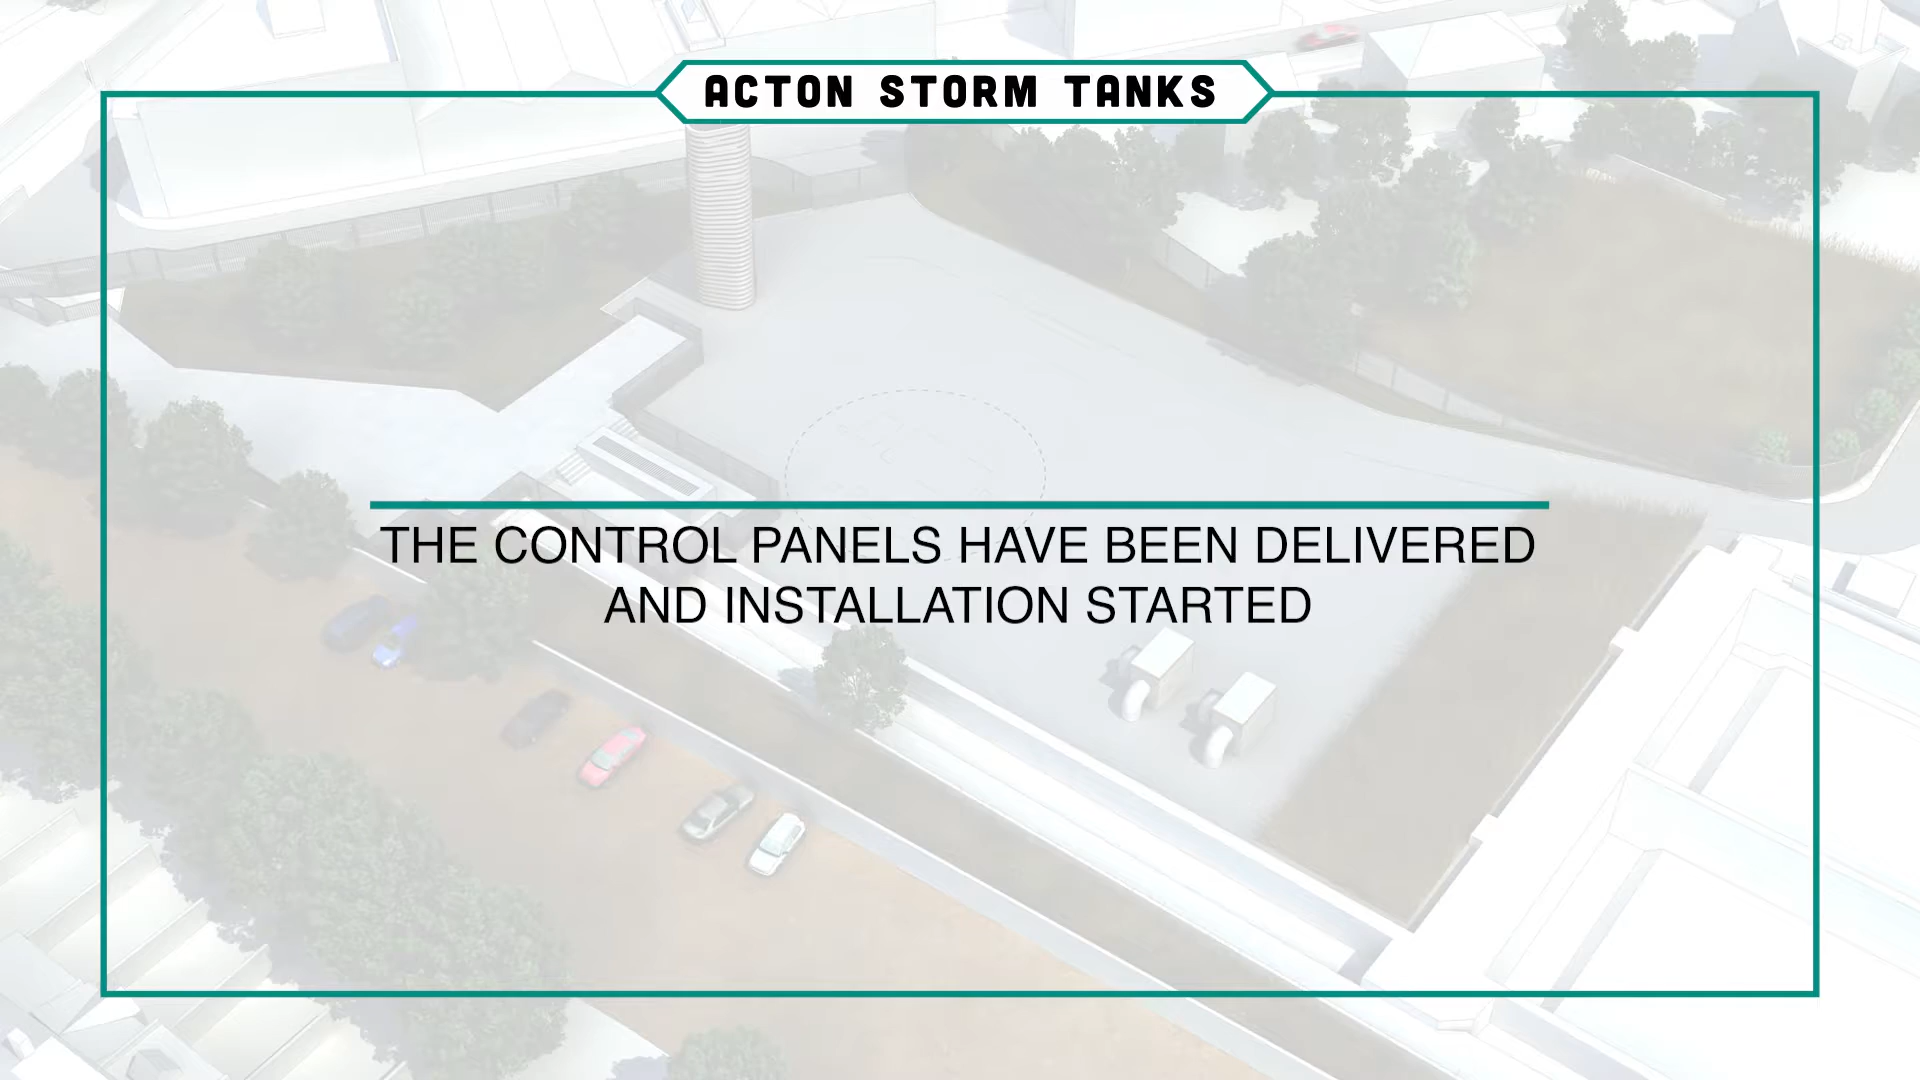 ACTON STORM TANKS
THE CONTROL PANELS HAVE BEEN DELIVERED
AND INSTALLATION STARTED